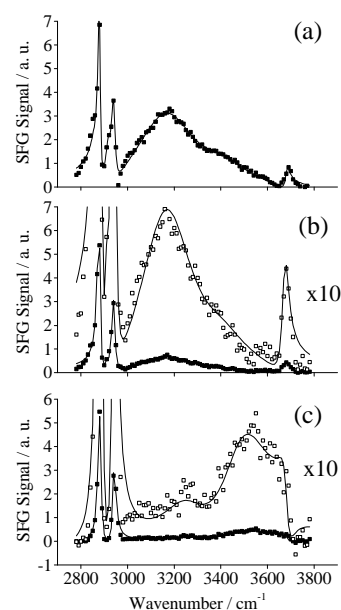 (a)
SFG Signal / a. u.
7
6
5
4
3
2
1
0
(b)
SFG Signal / a. u.
7
6
5
4
3
2
1
0
x10
(c)
SFG Signal / a. u.
6
5
4
3
2
1
0
-1
x10
2800 3000 3200 3400 3600 3800
Wavenumber / cm⁻¹